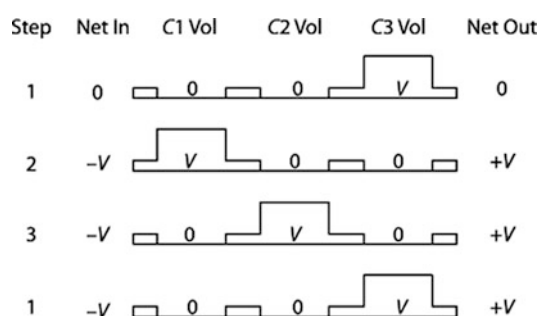 Step Net In C1 Vol C2 Vol C3 Vol Net Out
1 0 0 0 V 0
2 –V V 0 0 +V
3 –V 0 V 0 +V
1 –V 0 0 V +V